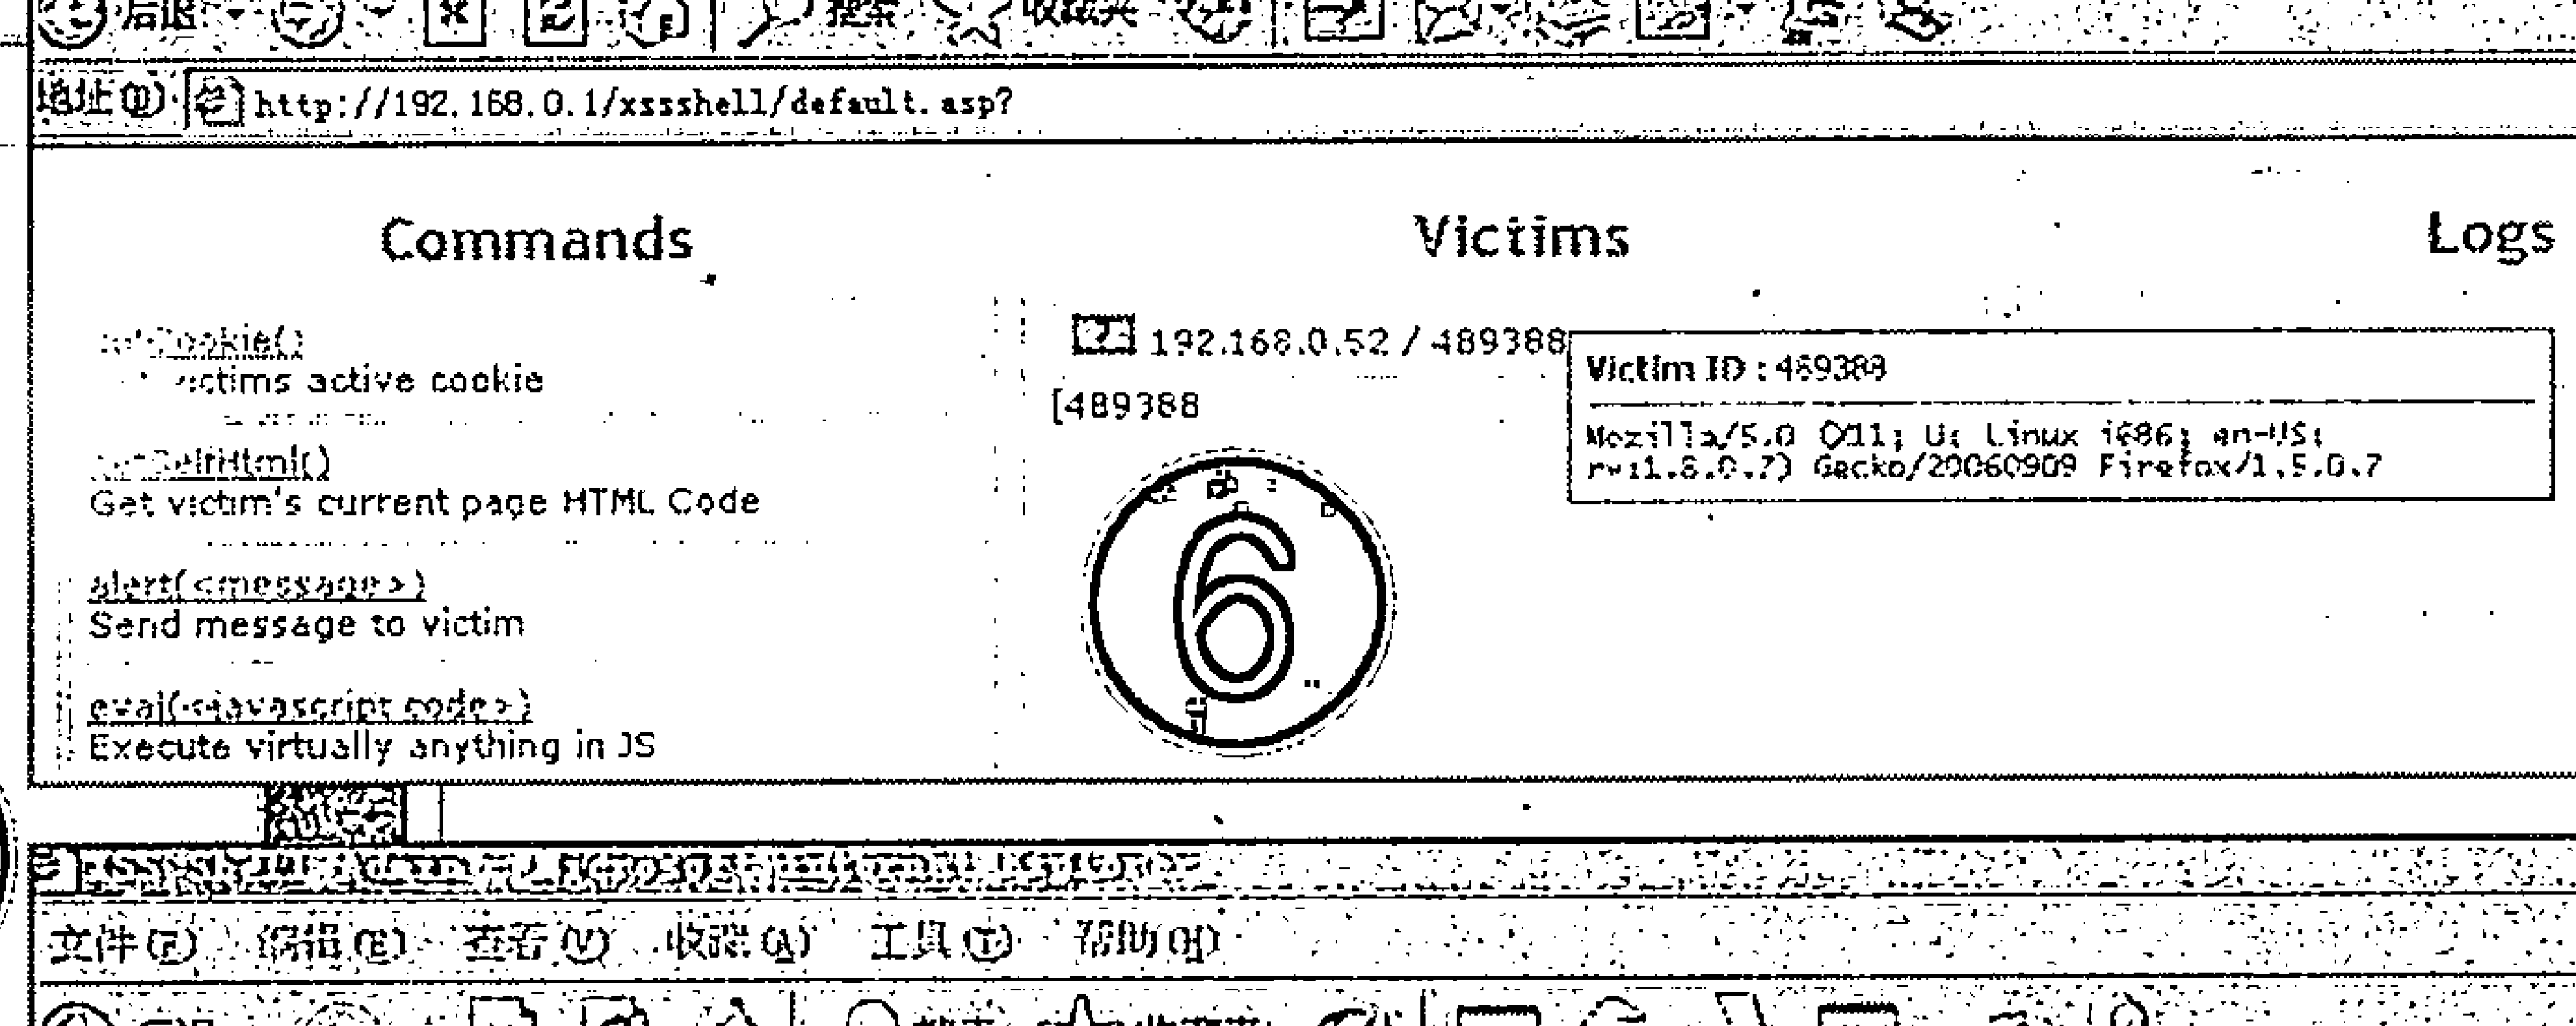 后退 搜索 收藏夹
地址(D) http://192.168.0.1/xssshell/default.asp?
Commands Victims Logs
getCookie()
victims active cookie
192.168.0.52 / 489388
[489388
Victim ID : 489388
Mozilla/5.0 (X11; U; Linux i686; en-US;
rv:1.8.0.7) Gecko/20060909 Firefox/1.5.0.7
getSelfHtml()
Get victim's current page HTML Code
alert(<message>)
Send message to victim
eval(<javascript code>)
Execute virtually anything in JS
6
文件(F) 编辑(E) 查看(V) 收藏(A) 工具(T) 帮助(H)